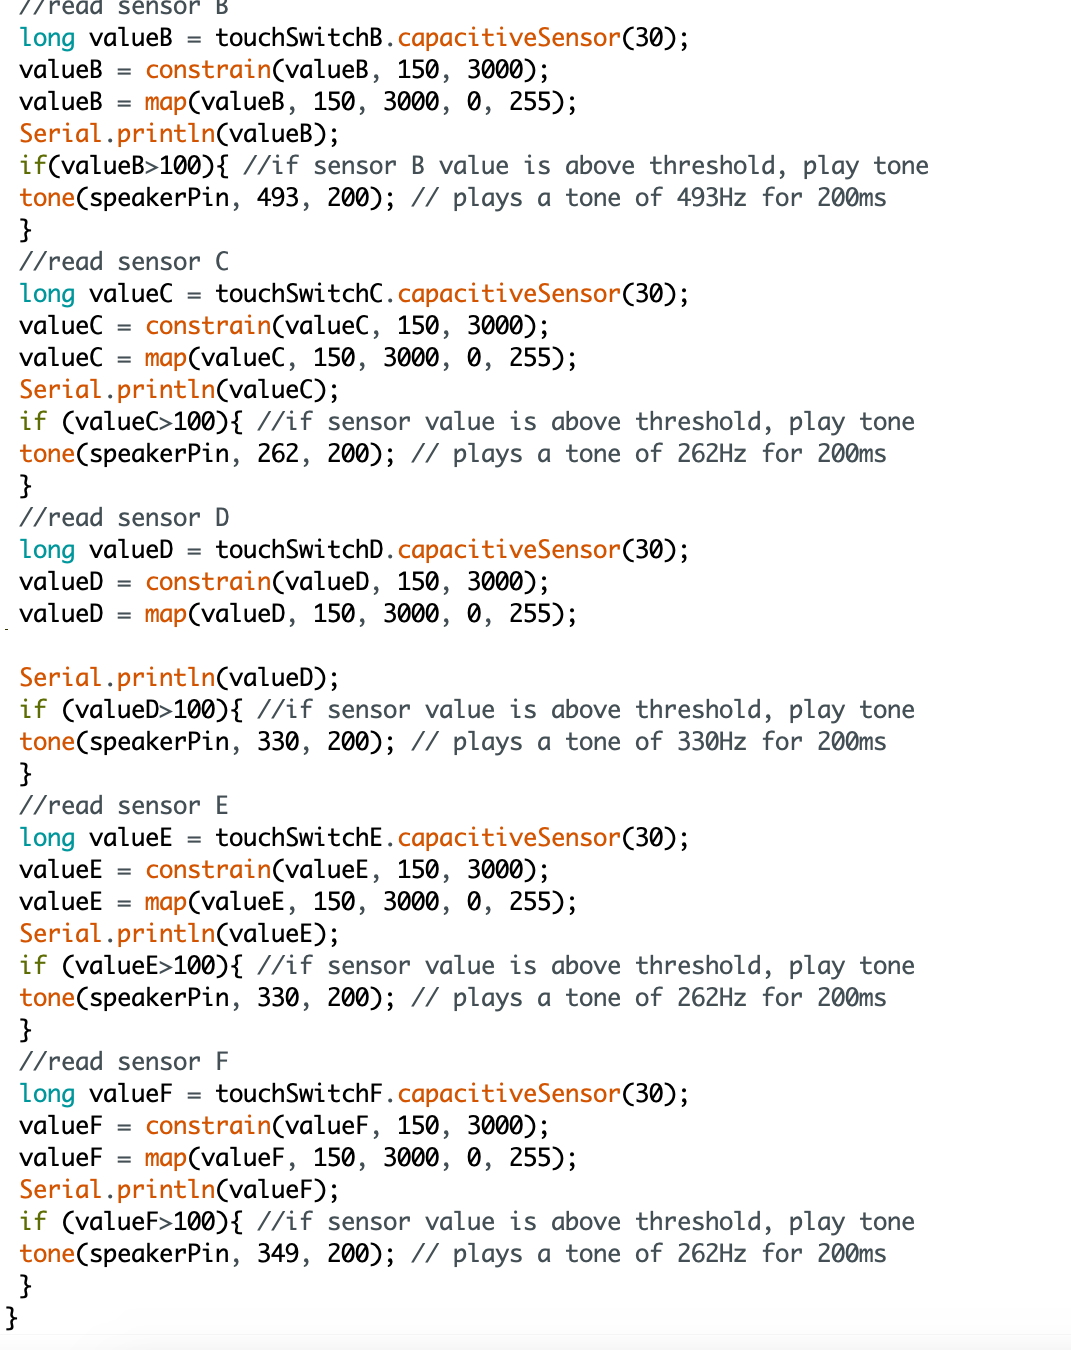 //read sensor B
long valueB = touchSwitchB.capacitiveSensor(30);
valueB = constrain(valueB, 150, 3000);
valueB = map(valueB, 150, 3000, 0, 255);
Serial.println(valueB);
if(valueB>100){ //if sensor B value is above threshold, play tone
tone(speakerPin, 493, 200); // plays a tone of 493Hz for 200ms
}
//read sensor C
long valueC = touchSwitchC.capacitiveSensor(30);
valueC = constrain(valueC, 150, 3000);
valueC = map(valueC, 150, 3000, 0, 255);
Serial.println(valueC);
if (valueC>100){ //if sensor value is above threshold, play tone
tone(speakerPin, 262, 200); // plays a tone of 262Hz for 200ms
}
//read sensor D
long valueD = touchSwitchD.capacitiveSensor(30);
valueD = constrain(valueD, 150, 3000);
valueD = map(valueD, 150, 3000, 0, 255);
Serial.println(valueD);
if (valueD>100){ //if sensor value is above threshold, play tone
tone(speakerPin, 330, 200); // plays a tone of 330Hz for 200ms
}
//read sensor E
long valueE = touchSwitchE.capacitiveSensor(30);
valueE = constrain(valueE, 150, 3000);
valueE = map(valueE, 150, 3000, 0, 255);
Serial.println(valueE);
if (valueE>100){ //if sensor value is above threshold, play tone
tone(speakerPin, 330, 200); // plays a tone of 262Hz for 200ms
}
//read sensor F
long valueF = touchSwitchF.capacitiveSensor(30);
valueF = constrain(valueF, 150, 3000);
valueF = map(valueF, 150, 3000, 0, 255);
Serial.println(valueF);
if (valueF>100){ //if sensor value is above threshold, play tone
tone(speakerPin, 349, 200); // plays a tone of 262Hz for 200ms
}
}